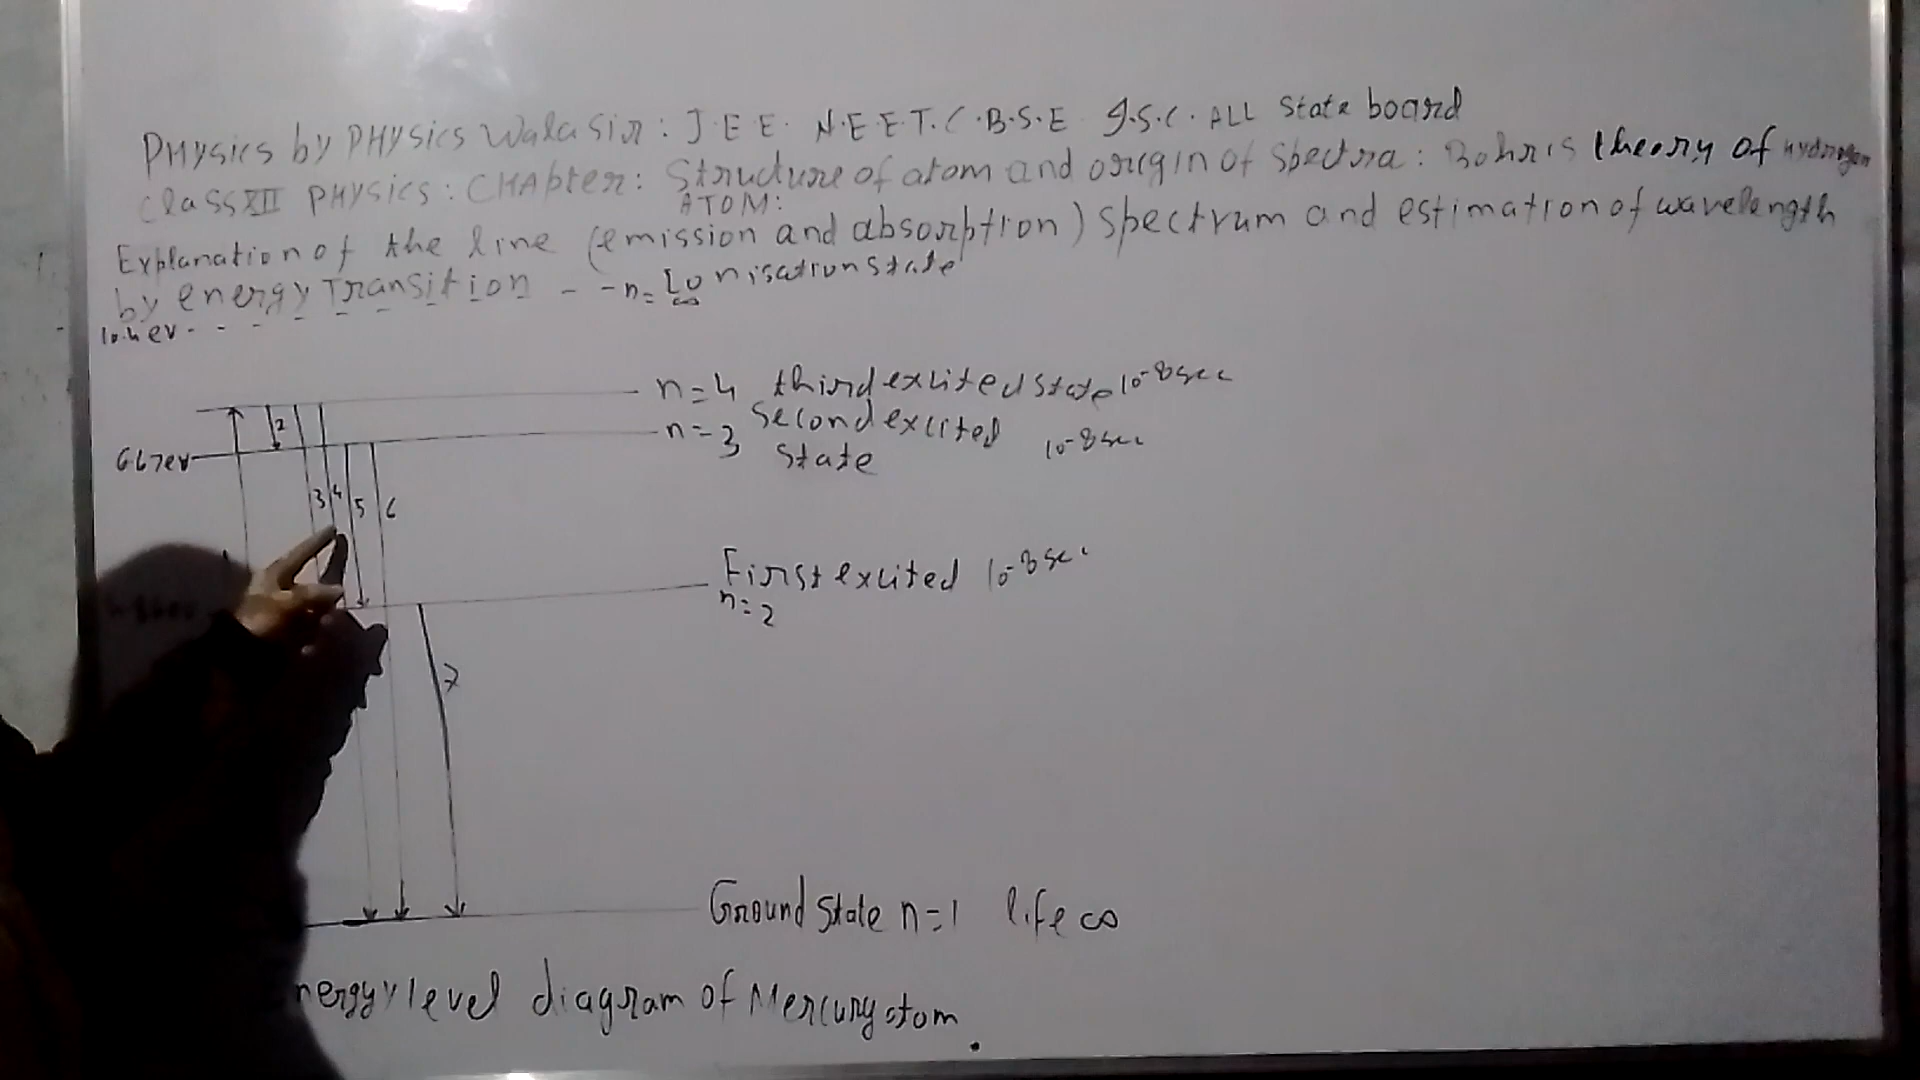 Physics by PHysics Wala Sir: J.E.E. N.E.E.T. C.B.S.E I.S.C. ALL State board
Class XII PHYSICS: CHApter: Structure of atom and origin of spectra: Bohr's theory of Hydrogen
ATOM:
Explanation of the line (emission and absorption) spectrum and estimation of wavelength
by energy Transition - - n= Ionisation state
∞
10.4 ev
n=4 third excited state 10-8sec
n=3 Second excited 10-8sec
State
6.67ev
2
3 4 5 6
First excited 10-8sec
n=2
7
Ground State n=1 life ∞
nergy level diagram of Mercury atom.